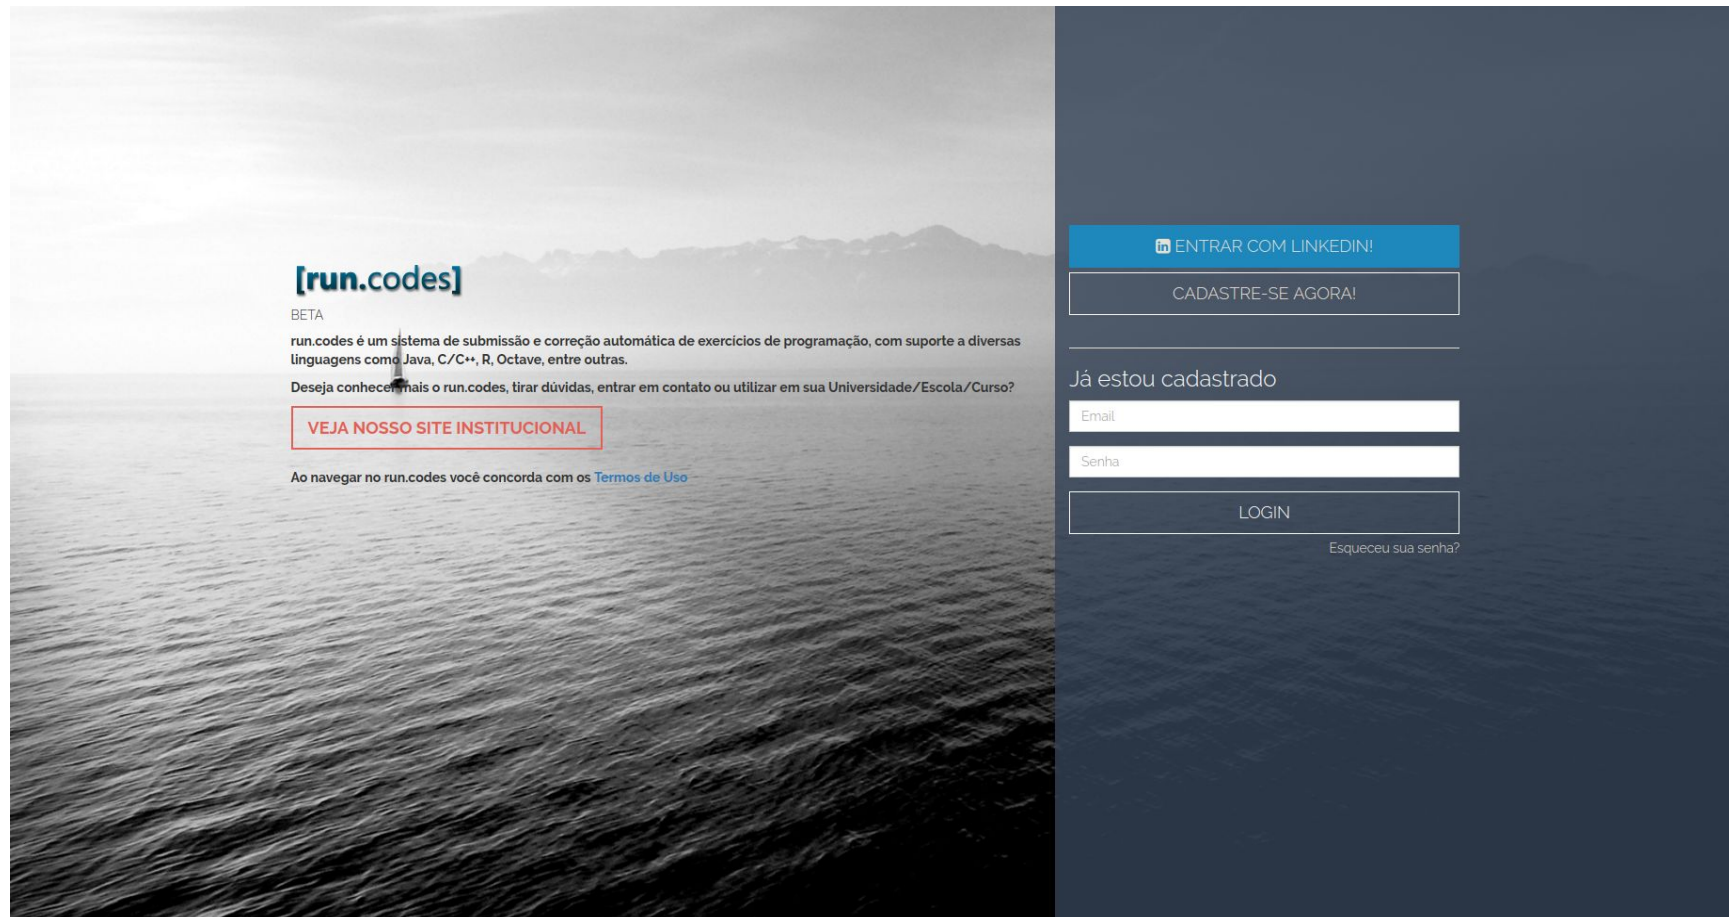 [run.codes]
BETA
run.codes é um sistema de submissão e correção automática de exercícios de programação, com suporte a diversas
linguagens como Java, C/C++, R, Octave, entre outras.
Deseja conhecer mais o run.codes, tirar dúvidas, entrar em contato ou utilizar em sua Universidade/Escola/Curso?
VEJA NOSSO SITE INSTITUCIONAL
Ao navegar no run.codes você concorda com os Termos de Uso
in ENTRAR COM LINKEDIN!
CADASTRE-SE AGORA!
Já estou cadastrado
Email
Senha
LOGIN
Esqueceu sua senha?